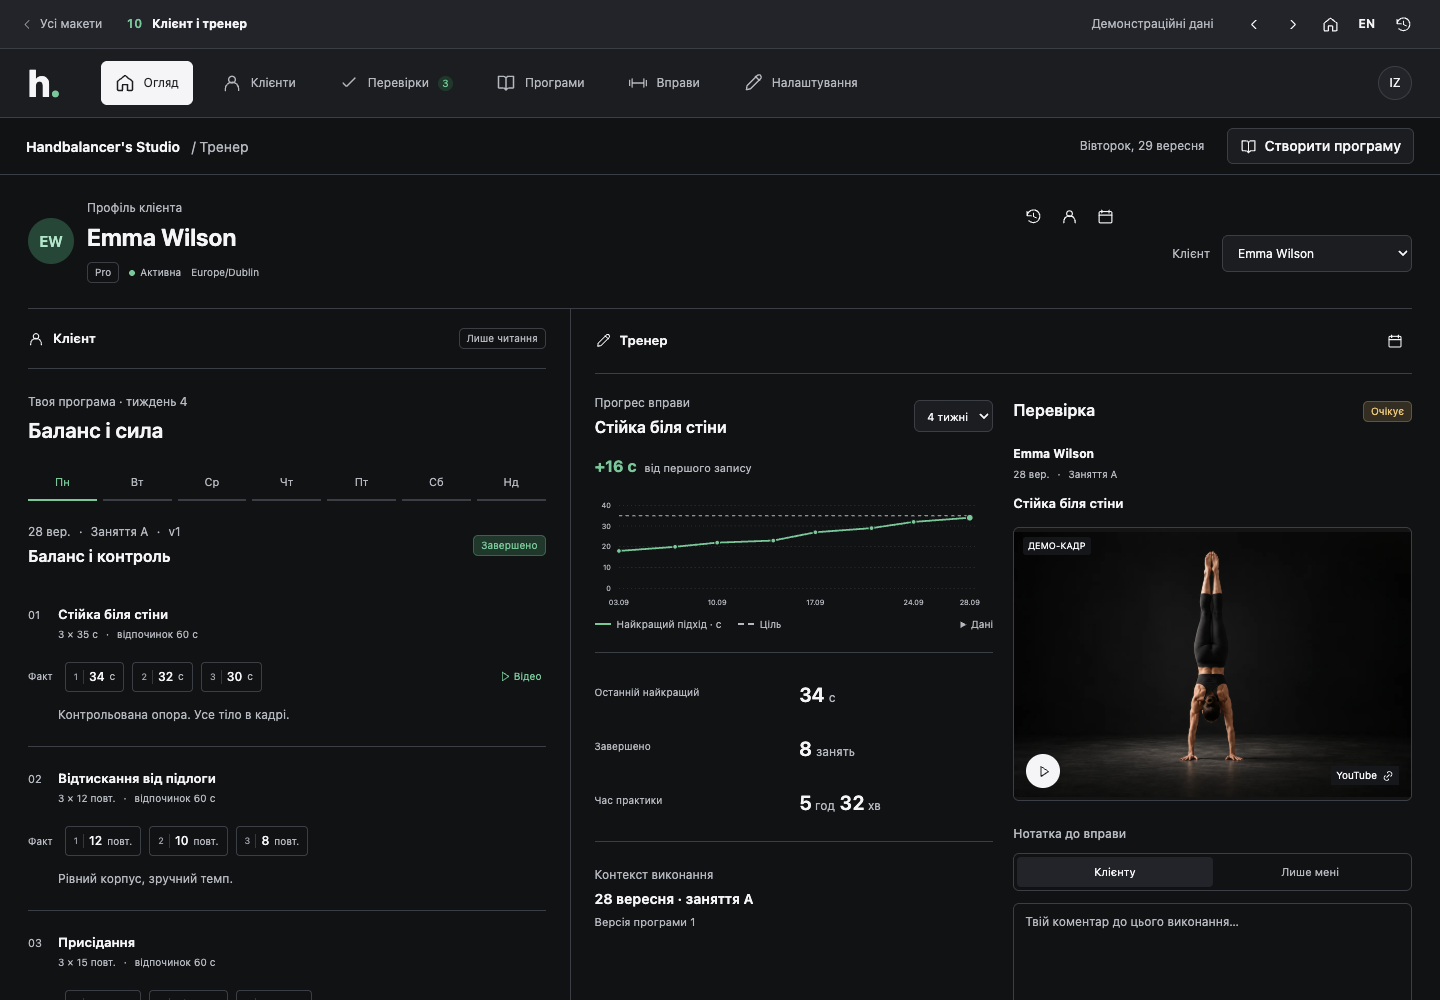 Усі макети
10 Клієнт і тренер
Демонстраційні дані
EN
h.
Огляд
Клієнти
Перевірки 3
Програми
Вправи
Налаштування
IZ
Handbalancer's Studio / Тренер
Вівторок, 29 вересня
Створити програму
EW
Профіль клієнта
Emma Wilson
Pro
Активна
Europe/Dublin
Клієнт
Emma Wilson
Клієнт
Лише читання
Твоя програма · тиждень 4
Баланс і сила
Пн Вт Ср Чт Пт Сб Нд
28 вер. · Заняття A · v1
Баланс і контроль
Завершено
01 Стійка біля стіни
3 × 35 с · відпочинок 60 с
Факт 1 34 с 2 32 с 3 30 с
Відео
Контрольована опора. Усе тіло в кадрі.
02 Відтискання від підлоги
3 × 12 повт. · відпочинок 60 с
Факт 1 12 повт. 2 10 повт. 3 8 повт.
Рівний корпус, зручний темп.
03 Присідання
3 × 15 повт. · відпочинок 60 с
Тренер
Прогрес вправи
Стійка біля стіни
4 тижні
+16 с від першого запису
40
30
20
10
0
03.09 10.09 17.09 24.09 28.09
Найкращий підхід · с
Ціль
Дані
Останній найкращий 34 с
Завершено 8 занять
Час практики 5 год 32 хв
Контекст виконання
28 вересня · заняття A
Версія програми 1
Перевірка
Очікує
Emma Wilson
28 вер. · Заняття A
Стійка біля стіни
ДЕМО-КАДР
YouTube
Нотатка до вправи
Клієнту
Лише мені
Твій коментар до цього виконання…